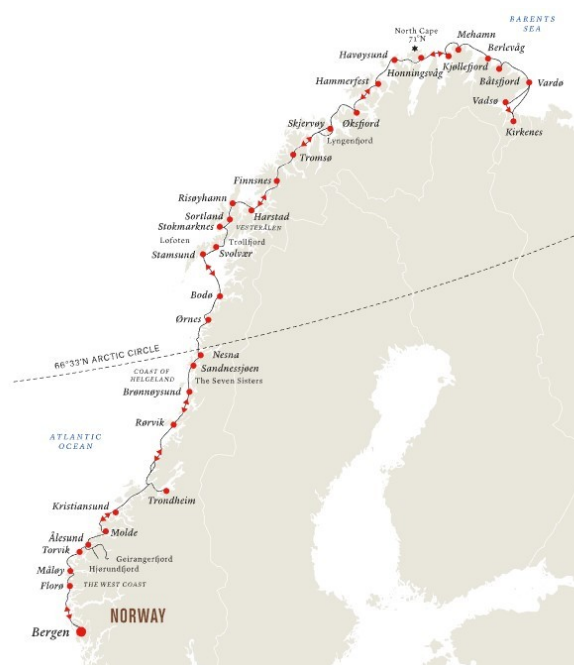 BARENTS
SEA
North Cape
71°N
Mehamn
Berlevåg
Havøysund
Kjøllefjord
Honningsvåg
Båtsfjord
Vardø
Hammerfest
Vadsø
Skjervøy
Øksfjord
Kirkenes
Lyngenfjord
Tromsø
Finnsnes
Risøyhamn
Harstad
Sortland
VESTERÅLEN
Stokmarknes
Lofoten
Trollfjord
Svolvær
Stamsund
Bodø
Ørnes
66°33'N ARCTIC CIRCLE
Nesna
Sandnessjøen
COAST OF
HELGELAND
The Seven Sisters
Brønnøysund
Rørvik
ATLANTIC
OCEAN
Trondheim
Kristiansund
Molde
Ålesund
Torvik
Geirangerfjord
Hjørundfjord
Måløy
Florø
THE WEST COAST
NORWAY
Bergen